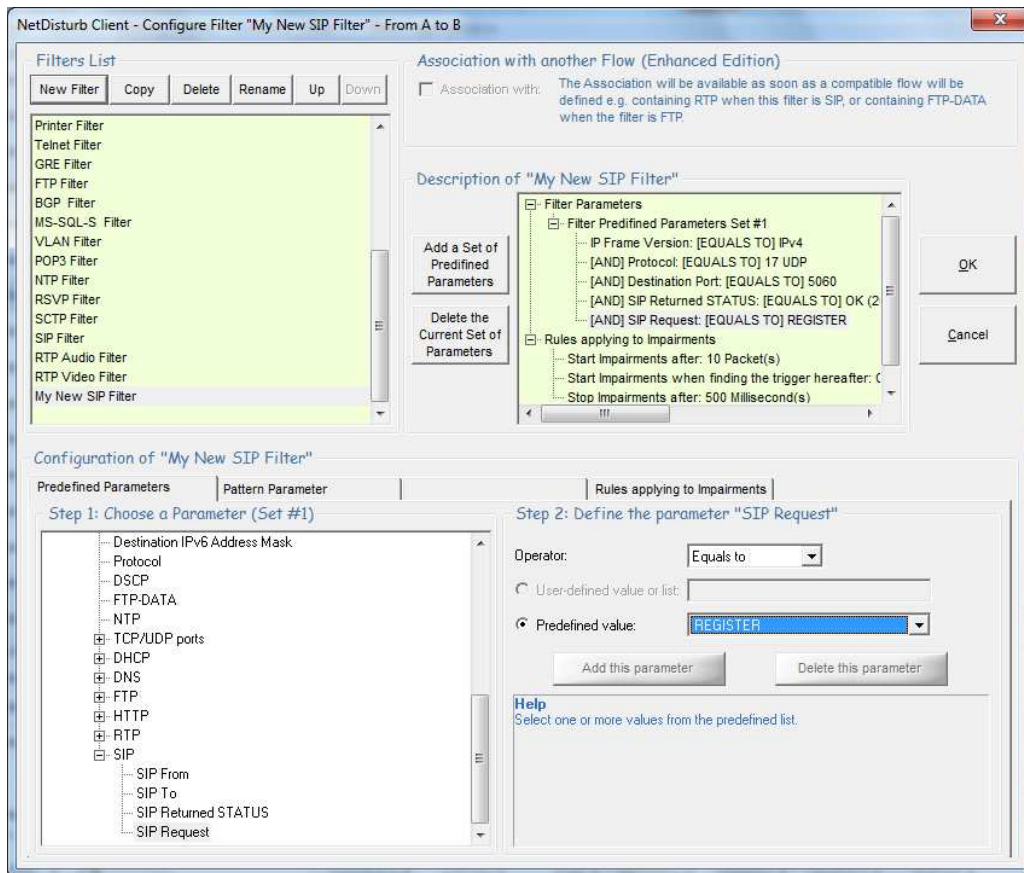 NetDisturb Client - Configure Filter "My New SIP Filter" - From A to B
Filters List
New Filter
Copy
Delete
Rename
Up
Down
Printer Filter
Telnet Filter
GRE Filter
FTP Filter
BGP Filter
MS-SQL-S Filter
VLAN Filter
POP3 Filter
NTP Filter
RSVP Filter
SCTP Filter
SIP Filter
RTP Audio Filter
RTP Video Filter
My New SIP Filter
Association with another Flow (Enhanced Edition)
Association with:
The Association will be available as soon as a compatible flow will be
defined e.g. containing RTP when this filter is SIP, or containing FTP-DATA
when the filter is FTP.
Description of "My New SIP Filter"
Add a Set of
Predifined
Parameters
Delete the
Current Set of
Parameters
Filter Parameters
Filter Predifined Parameters Set #1
IP Frame Version: [EQUALS TO] IPv4
[AND] Protocol: [EQUALS TO] 17 UDP
[AND] Destination Port: [EQUALS TO] 5060
[AND] SIP Returned STATUS: [EQUALS TO] OK (2
[AND] SIP Request: [EQUALS TO] REGISTER
Rules applying to Impairments
Start Impairments after: 10 Packet(s)
Start Impairments when finding the trigger hereafter:
Stop Impairments after: 500 Millisecond(s)
OK
Cancel
Configuration of "My New SIP Filter"
Predefined Parameters
Pattern Parameter
Rules applying to Impairments
Step 1: Choose a Parameter (Set #1)
Destination IPv6 Address Mask
Protocol
DSCP
FTP-DATA
NTP
TCP/UDP ports
DHCP
DNS
FTP
HTTP
RTP
SIP
SIP From
SIP To
SIP Returned STATUS
SIP Request
Step 2: Define the parameter "SIP Request"
Operator:
Equals to
User-defined value or list:
Predefined value:
REGISTER
Add this parameter
Delete this parameter
Help
Select one or more values from the predefined list.